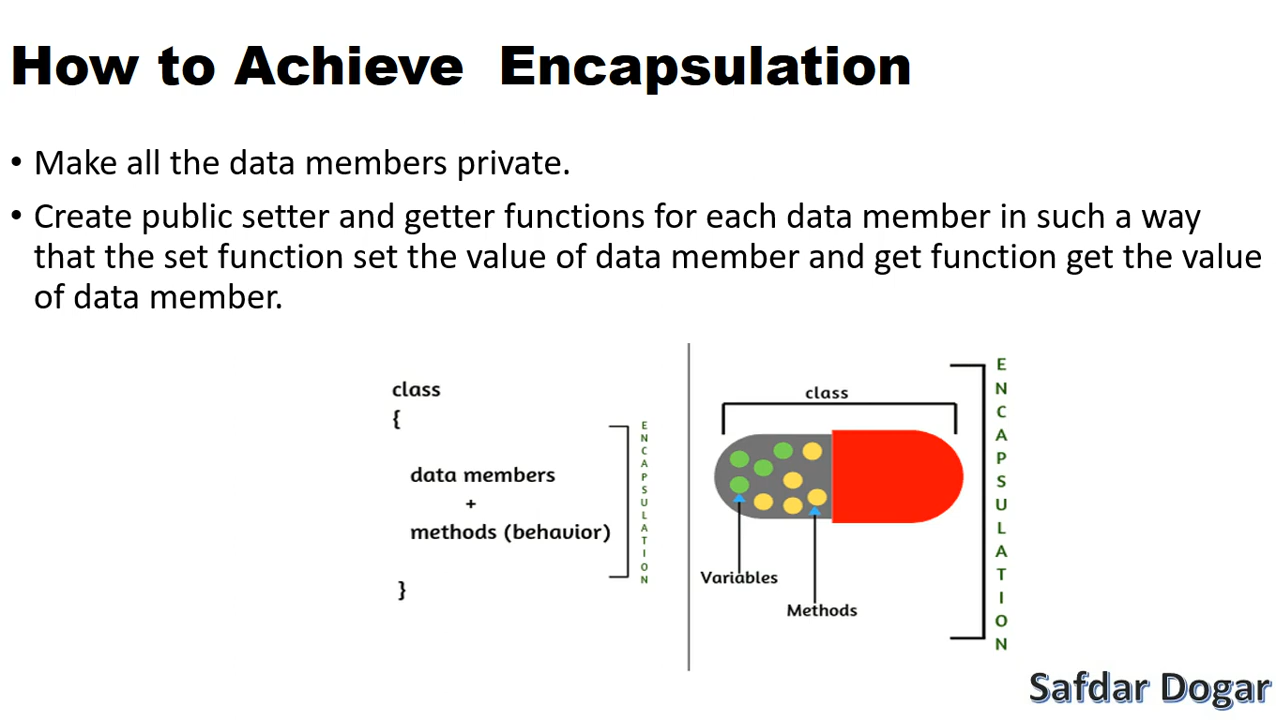 How to Achieve  Encapsulation
• Make all the data members private.
• Create public setter and getter functions for each data member in such a way
that the set function set the value of data member and get function get the value
of data member.
class
{
data members
+
methods (behavior)
}
ENCAPSULATION
class
Variables
Methods
ENCAPSULATION
Safdar Dogar